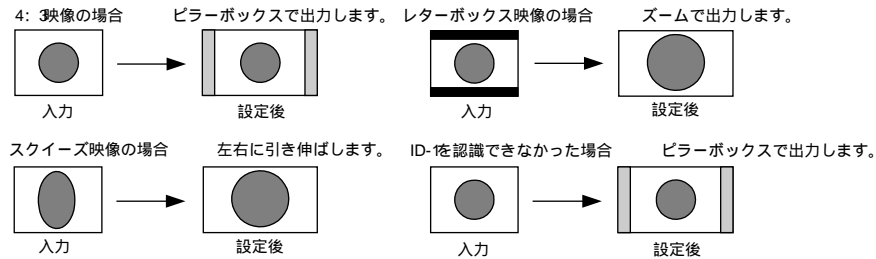 4：3映像の場合 ピラーボックスで出力します。 レターボックス映像の場合 ズームで出力します。
入力 設定後 入力 設定後
スクイーズ映像の場合 左右に引き伸ばします。 ID-1を認識できなかった場合 ピラーボックスで出力します。
入力 設定後 入力 設定後